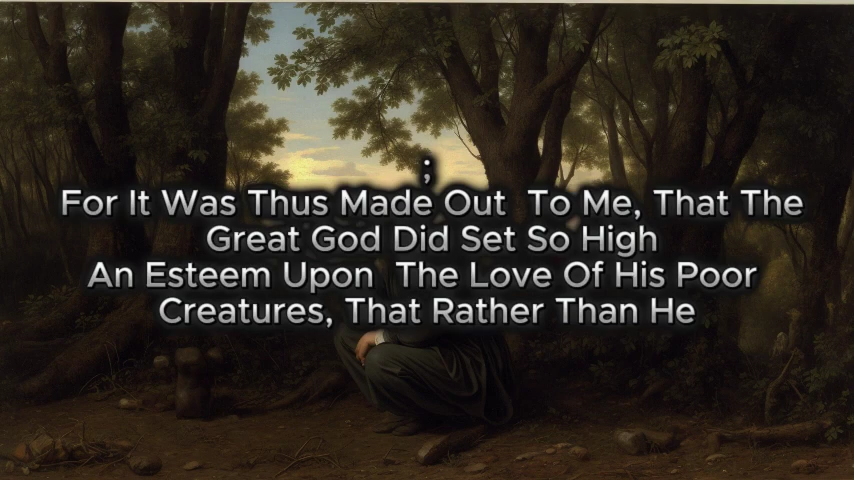 ;
For It Was Thus Made Out  To Me, That The
Great God Did Set So High
An Esteem Upon  The Love Of His Poor
Creatures, That Rather Than He